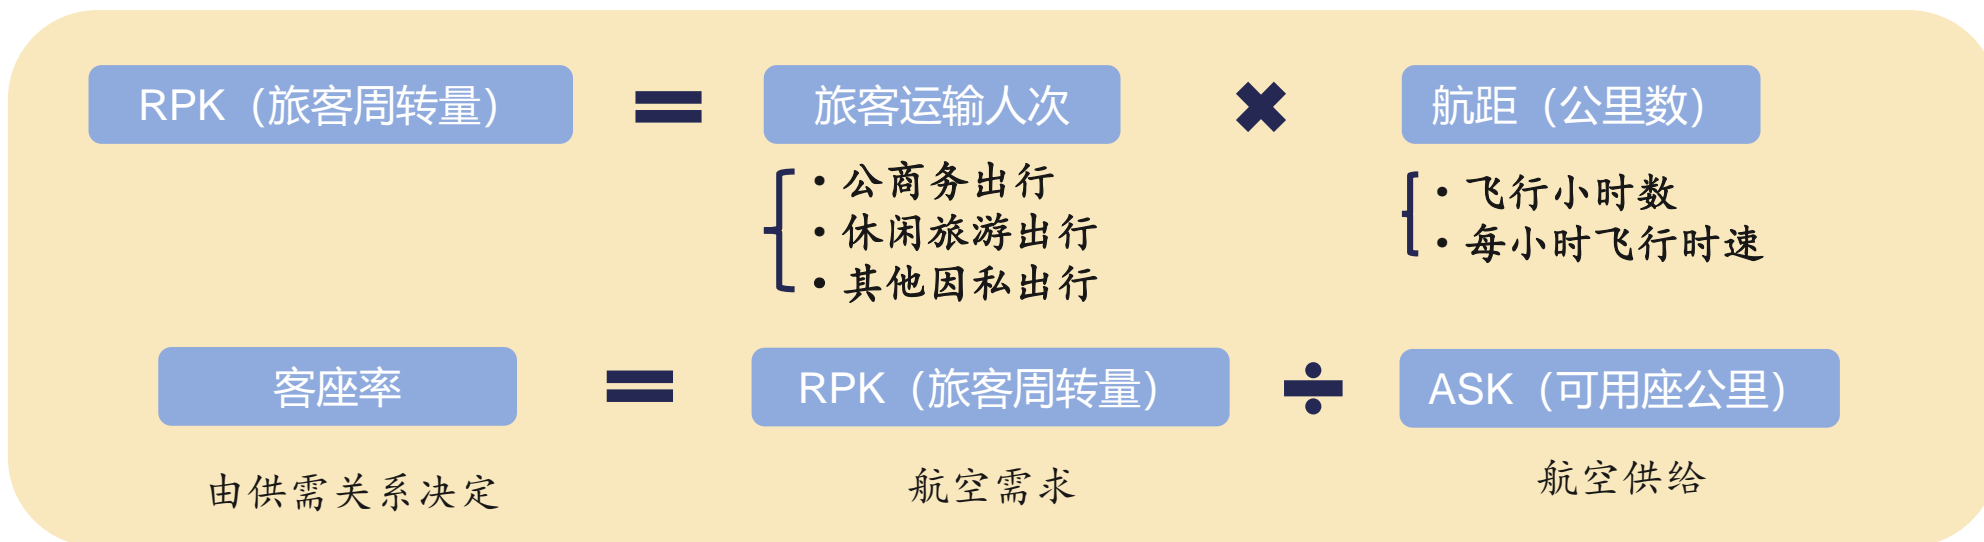 RPK（旅客周转量） = 旅客运输人次 × 航距（公里数）
• 公商务出行
• 休闲旅游出行
• 其他因私出行
• 飞行小时数
• 每小时飞行时速
客座率 = RPK（旅客周转量） ÷ ASK（可用座公里）
由供需关系决定 航空需求 航空供给